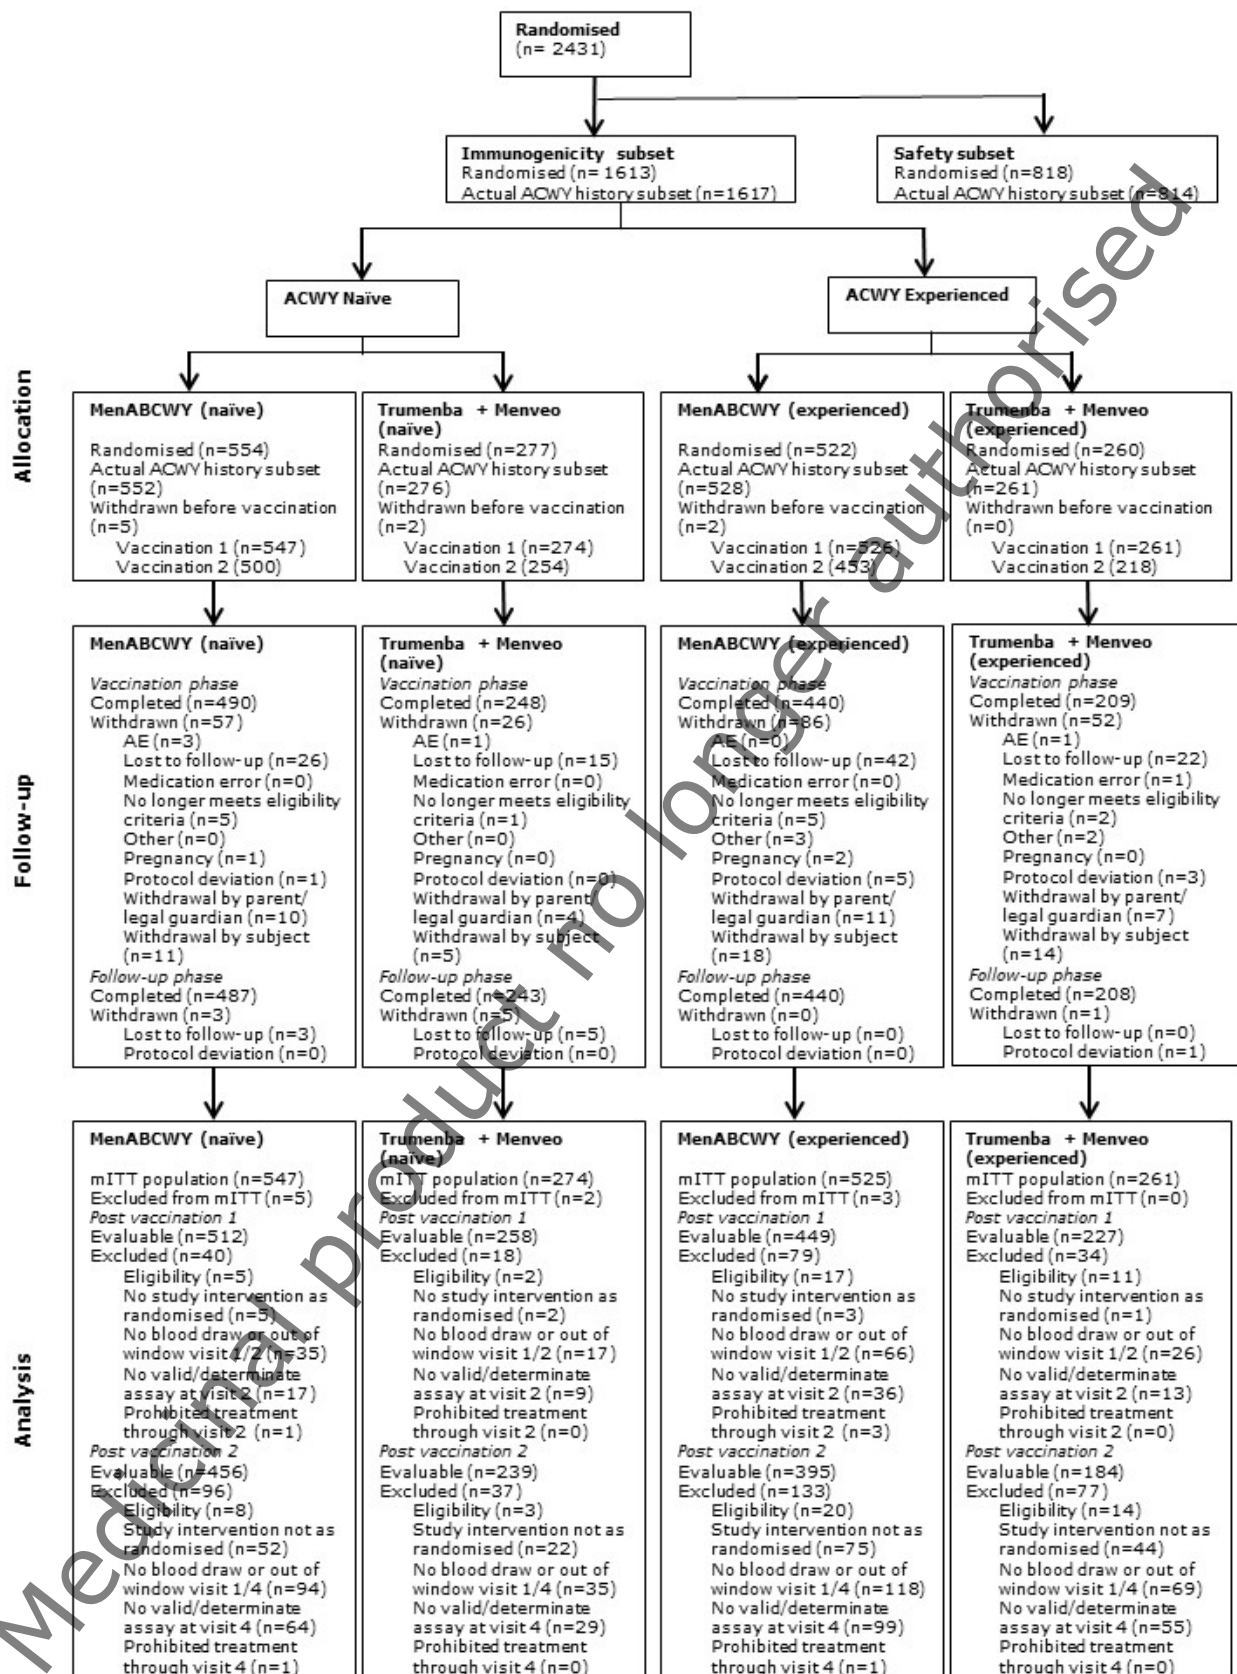 Randomised
(n= 2431)
Immunogenicity subset
Randomised (n= 1613)
Actual ACWY history subset (n=1617)
Safety subset
Randomised (n=818)
Actual ACWY history subset (n=814)
ACWY Naïve
ACWY Experienced
Allocation
MenABCWY (naïve)
Randomised (n=554)
Actual ACWY history subset
(n=552)
Withdrawn before vaccination
(n=5)
Vaccination 1 (n=547)
Vaccination 2 (500)
Trumenba + Menveo
(naïve)
Randomised (n=277)
Actual ACWY history subset
(n=276)
Withdrawn before vaccination
(n=2)
Vaccination 1 (n=274)
Vaccination 2 (254)
MenABCWY (experienced)
Randomised (n=522)
Actual ACWY history subset
(n=528)
Withdrawn before vaccination
(n=2)
Vaccination 1 (n=526)
Vaccination 2 (453)
Trumenba + Menveo
(experienced)
Randomised (n=260)
Actual ACWY history subset
(n=261)
Withdrawn before vaccination
(n=0)
Vaccination 1 (n=261)
Vaccination 2 (218)
Follow-up
MenABCWY (naïve)
Vaccination phase
Completed (n=490)
Withdrawn (n=57)
AE (n=3)
Lost to follow-up (n=26)
Medication error (n=0)
No longer meets eligibility
criteria (n=5)
Other (n=0)
Pregnancy (n=1)
Protocol deviation (n=1)
Withdrawal by parent/
legal guardian (n=10)
Withdrawal by subject
(n=11)
Follow-up phase
Completed (n=487)
Withdrawn (n=3)
Lost to follow-up (n=3)
Protocol deviation (n=0)
Trumenba + Menveo
(naïve)
Vaccination phase
Completed (n=248)
Withdrawn (n=26)
AE (n=1)
Lost to follow-up (n=15)
Medication error (n=0)
No longer meets eligibility
criteria (n=1)
Other (n=0)
Pregnancy (n=0)
Protocol deviation (n=0)
Withdrawal by parent/
legal guardian (n=4)
Withdrawal by subject
(n=5)
Follow-up phase
Completed (n=243)
Withdrawn (n=5)
Lost to follow-up (n=5)
Protocol deviation (n=0)
MenABCWY (experienced)
Vaccination phase
Completed (n=440)
Withdrawn (n=86)
AE (n=0)
Lost to follow-up (n=42)
Medication error (n=0)
No longer meets eligibility
criteria (n=5)
Other (n=3)
Pregnancy (n=2)
Protocol deviation (n=5)
Withdrawal by parent/
legal guardian (n=11)
Withdrawal by subject
(n=18)
Follow-up phase
Completed (n=440)
Withdrawn (n=0)
Lost to follow-up (n=0)
Protocol deviation (n=0)
Trumenba + Menveo
(experienced)
Vaccination phase
Completed (n=209)
Withdrawn (n=52)
AE (n=1)
Lost to follow-up (n=22)
Medication error (n=1)
No longer meets eligibility
criteria (n=2)
Other (n=2)
Pregnancy (n=0)
Protocol deviation (n=3)
Withdrawal by parent/
legal guardian (n=7)
Withdrawal by subject
(n=14)
Follow-up phase
Completed (n=208)
Withdrawn (n=1)
Lost to follow-up (n=0)
Protocol deviation (n=1)
Analysis
MenABCWY (naïve)
mITT population (n=547)
Excluded from mITT (n=5)
Post vaccination 1
Evaluable (n=512)
Excluded (n=40)
Eligibility (n=5)
No study intervention as
randomised (n=5)
No blood draw or out of
window visit 1/2 (n=35)
No valid/determinate
assay at visit 2 (n=17)
Prohibited treatment
through visit 2 (n=1)
Post vaccination 2
Evaluable (n=456)
Excluded (n=96)
Eligibility (n=8)
Study intervention not as
randomised (n=52)
No blood draw or out of
window visit 1/4 (n=94)
No valid/determinate
assay at visit 4 (n=64)
Prohibited treatment
through visit 4 (n=1)
Trumenba + Menveo
(naïve)
mITT population (n=274)
Excluded from mITT (n=2)
Post vaccination 1
Evaluable (n=258)
Excluded (n=18)
Eligibility (n=2)
No study intervention as
randomised (n=2)
No blood draw or out of
window visit 1/2 (n=17)
No valid/determinate
assay at visit 2 (n=9)
Prohibited treatment
through visit 2 (n=0)
Post vaccination 2
Evaluable (n=239)
Excluded (n=37)
Eligibility (n=3)
Study intervention not as
randomised (n=22)
No blood draw or out of
window visit 1/4 (n=35)
No valid/determinate
assay at visit 4 (n=29)
Prohibited treatment
through visit 4 (n=0)
MenABCWY (experienced)
mITT population (n=525)
Excluded from mITT (n=3)
Post vaccination 1
Evaluable (n=449)
Excluded (n=79)
Eligibility (n=17)
No study intervention as
randomised (n=3)
No blood draw or out of
window visit 1/2 (n=66)
No valid/determinate
assay at visit 2 (n=36)
Prohibited treatment
through visit 2 (n=3)
Post vaccination 2
Evaluable (n=395)
Excluded (n=133)
Eligibility (n=20)
Study intervention not as
randomised (n=75)
No blood draw or out of
window visit 1/4 (n=118)
No valid/determinate
assay at visit 4 (n=99)
Prohibited treatment
through visit 4 (n=1)
Trumenba + Menveo
(experienced)
mITT population (n=261)
Excluded from mITT (n=0)
Post vaccination 1
Evaluable (n=227)
Excluded (n=34)
Eligibility (n=11)
No study intervention as
randomised (n=1)
No blood draw or out of
window visit 1/2 (n=26)
No valid/determinate
assay at visit 2 (n=13)
Prohibited treatment
through visit 2 (n=0)
Post vaccination 2
Evaluable (n=184)
Excluded (n=77)
Eligibility (n=14)
Study intervention not as
randomised (n=44)
No blood draw or out of
window visit 1/4 (n=69)
No valid/determinate
assay at visit 4 (n=55)
Prohibited treatment
through visit 4 (n=0)
Medicinal product no longer authorised